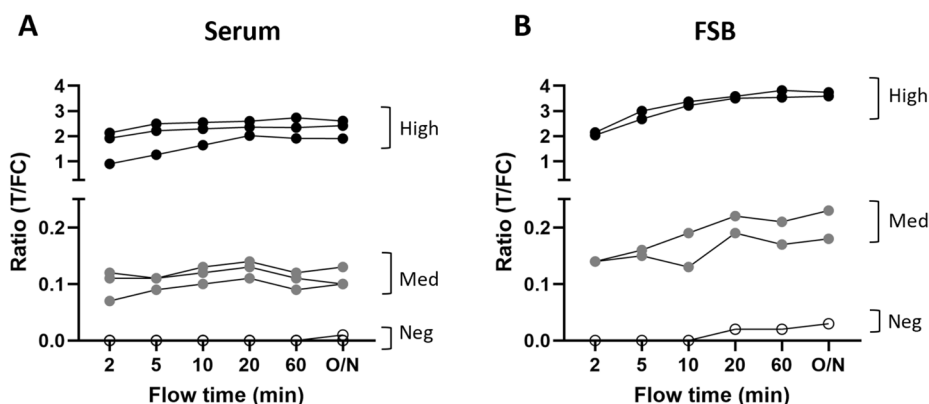 A
Serum
Ratio (T/FC)
4
3
2
1
0.2
0.1
0.0
High
Med
Neg
2 5 10 20 60 O/N
Flow time (min)
B
FSB
Ratio (T/FC)
4
3
2
1
0.2
0.1
0.0
High
Med
Neg
2 5 10 20 60 O/N
Flow time (min)